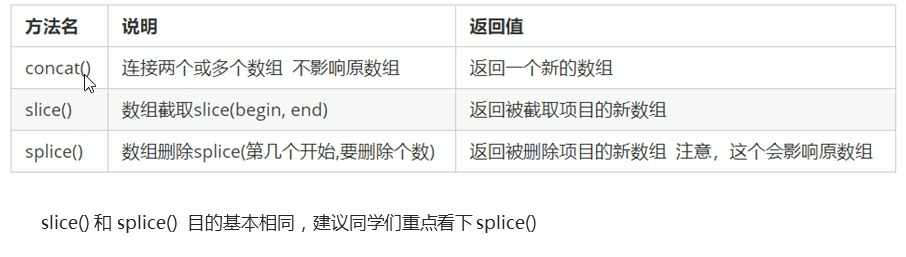 方法名 说明 返回值
concat() 连接两个或多个数组 不影响原数组 返回一个新的数组
slice() 数组截取slice(begin, end) 返回被截取项目的新数组
splice() 数组删除splice(第几个开始,要删除个数) 返回被删除项目的新数组 注意，这个会影响原数组
slice() 和 splice() 目的基本相同，建议同学们重点看下 splice()